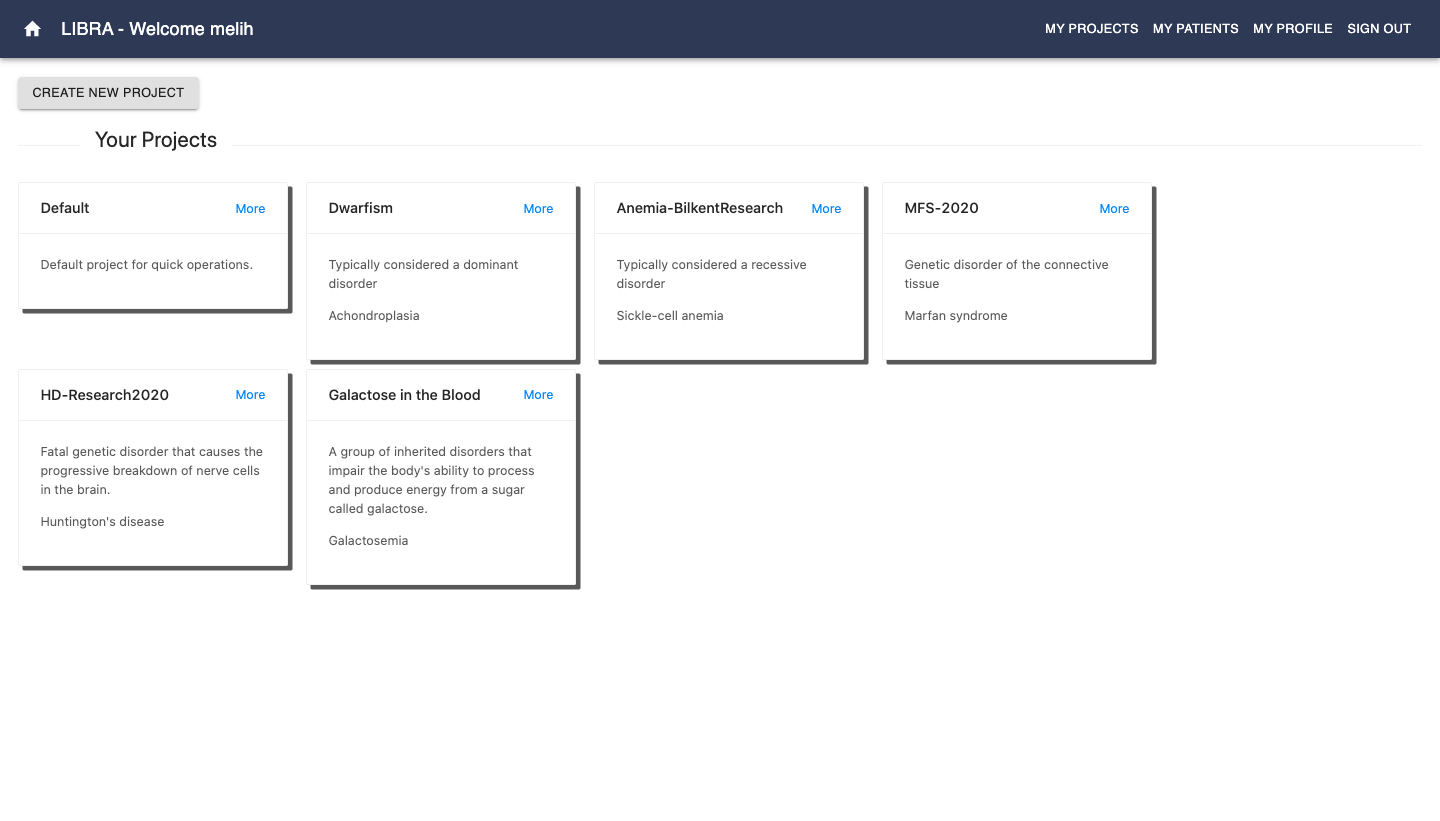 LIBRA - Welcome melih
MY PROJECTS MY PATIENTS MY PROFILE SIGN OUT
CREATE NEW PROJECT
Your Projects
Default More
Default project for quick operations.
Dwarfism More
Typically considered a dominant
disorder
Achondroplasia
Anemia-BilkentResearch More
Typically considered a recessive
disorder
Sickle-cell anemia
MFS-2020 More
Genetic disorder of the connective
tissue
Marfan syndrome
HD-Research2020 More
Fatal genetic disorder that causes the
progressive breakdown of nerve cells
in the brain.
Huntington's disease
Galactose in the Blood More
A group of inherited disorders that
impair the body's ability to process
and produce energy from a sugar
called galactose.
Galactosemia